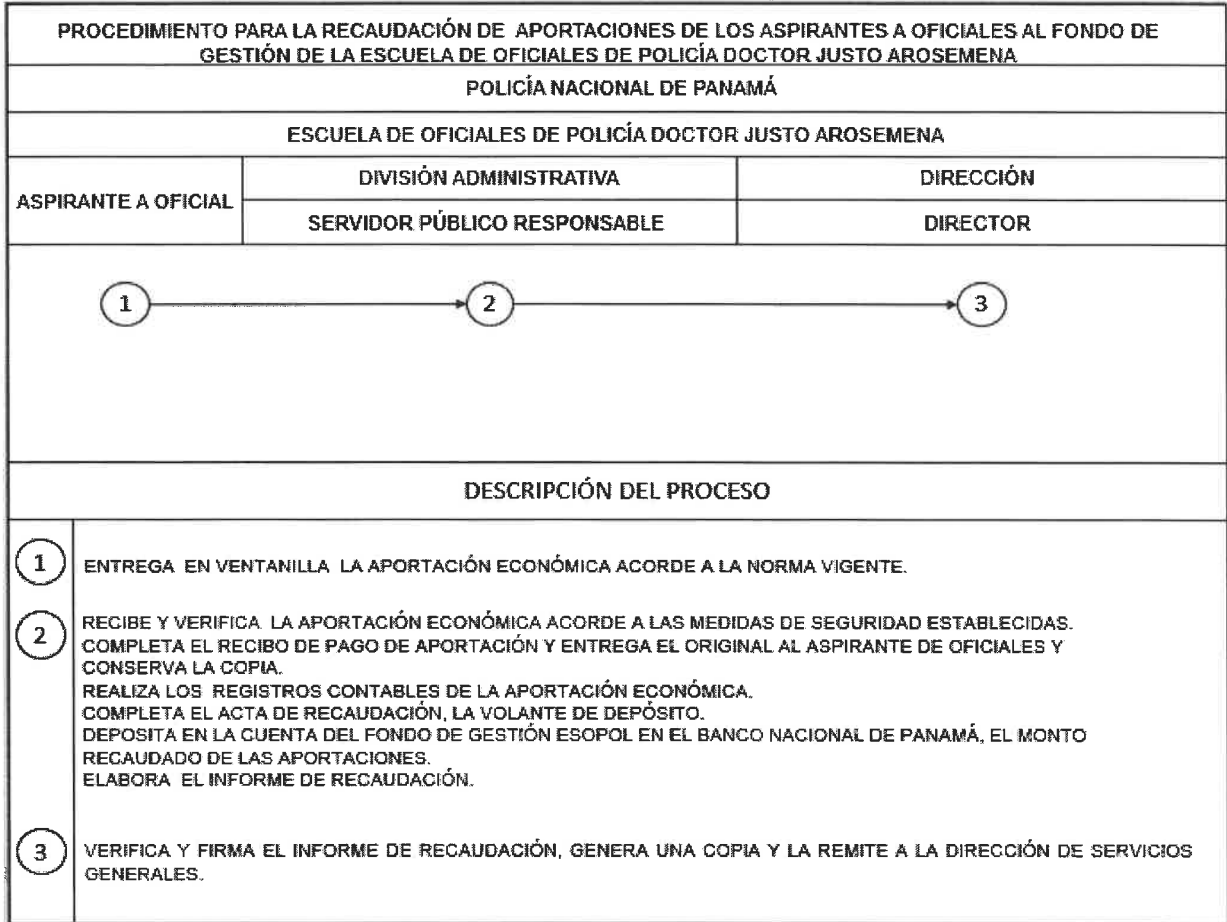 PROCEDIMIENTO PARA LA RECAUDACIÓN DE APORTACIONES DE LOS ASPIRANTES A OFICIALES AL FONDO DE
GESTIÓN DE LA ESCUELA DE OFICIALES DE POLICÍA DOCTOR JUSTO AROSEMENA
POLICÍA NACIONAL DE PANAMÁ
ESCUELA DE OFICIALES DE POLICÍA DOCTOR JUSTO AROSEMENA
ASPIRANTE A OFICIAL
DIVISIÓN ADMINISTRATIVA
DIRECCIÓN
SERVIDOR PÚBLICO RESPONSABLE
DIRECTOR
1
2
3
DESCRIPCIÓN DEL PROCESO
1
ENTREGA EN VENTANILLA LA APORTACIÓN ECONÓMICA ACORDE A LA NORMA VIGENTE.
2
RECIBE Y VERIFICA LA APORTACIÓN ECONÓMICA ACORDE A LAS MEDIDAS DE SEGURIDAD ESTABLECIDAS.
COMPLETA EL RECIBO DE PAGO DE APORTACIÓN Y ENTREGA EL ORIGINAL AL ASPIRANTE DE OFICIALES Y
CONSERVA LA COPIA.
REALIZA LOS REGISTROS CONTABLES DE LA APORTACIÓN ECONÓMICA.
COMPLETA EL ACTA DE RECAUDACIÓN, LA VOLANTE DE DEPÓSITO.
DEPOSITA EN LA CUENTA DEL FONDO DE GESTIÓN ESOPOL EN EL BANCO NACIONAL DE PANAMÁ, EL MONTO
RECAUDADO DE LAS APORTACIONES.
ELABORA EL INFORME DE RECAUDACIÓN.
3
VERIFICA Y FIRMA EL INFORME DE RECAUDACIÓN, GENERA UNA COPIA Y LA REMITE A LA DIRECCIÓN DE SERVICIOS
GENERALES.